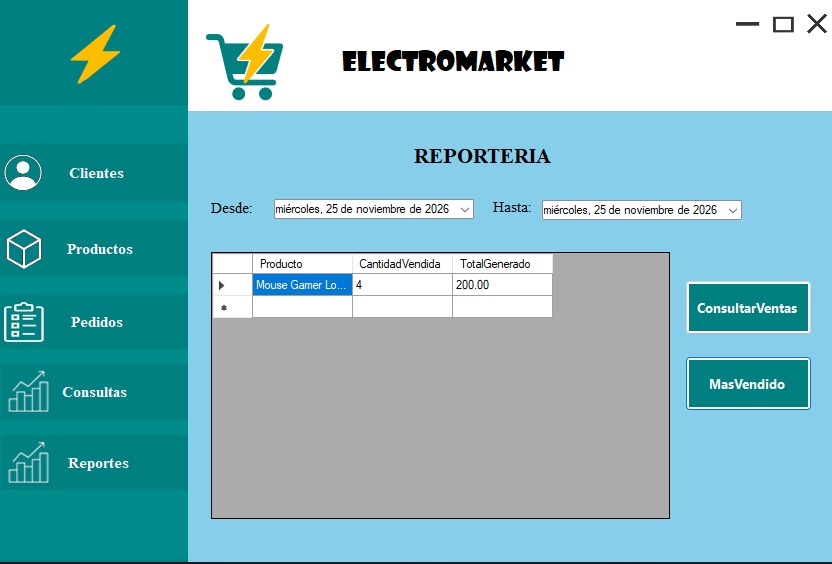 ELECTROMARKET
Clientes
Productos
Pedidos
Consultas
Reportes
REPORTERIA
Desde: miércoles, 25 de noviembre de 2026 Hasta: miércoles, 25 de noviembre de 2026
Producto CantidadVendida TotalGenerado
Mouse Gamer Lo... 4 200.00
ConsultarVentas
MasVendido